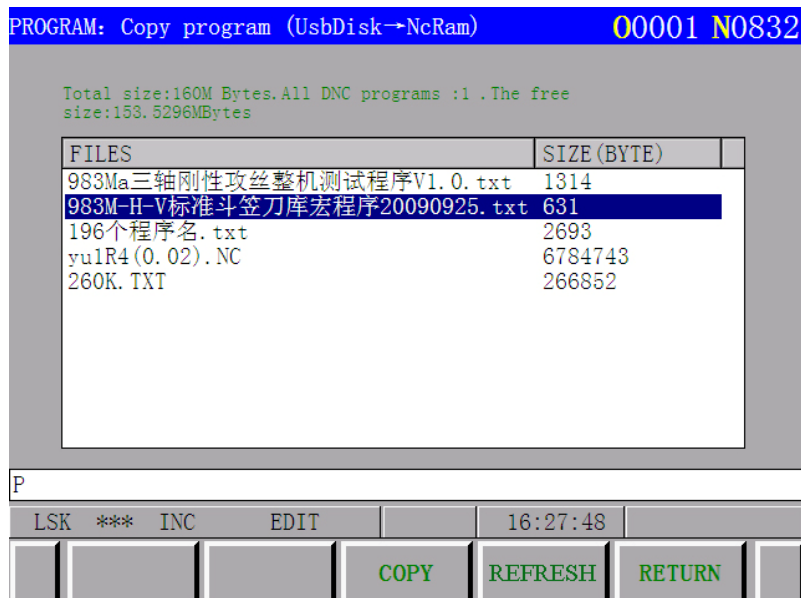 PROGRAM: Copy program (UsbDisk→NcRam) O0001 N0832
Total size:160M Bytes.All DNC programs :1 .The free
size:153.5296MBytes
FILES SIZE(BYTE)
983Ma三轴刚性攻丝整机测试程序V1.0.txt 1314
983M-H-V标准斗笠刀库宏程序20090925.txt 631
196个程序名.txt 2693
yu1R4(0.02).NC 6784743
260K.TXT 266852
P
LSK *** INC EDIT 16:27:48
COPY REFRESH RETURN